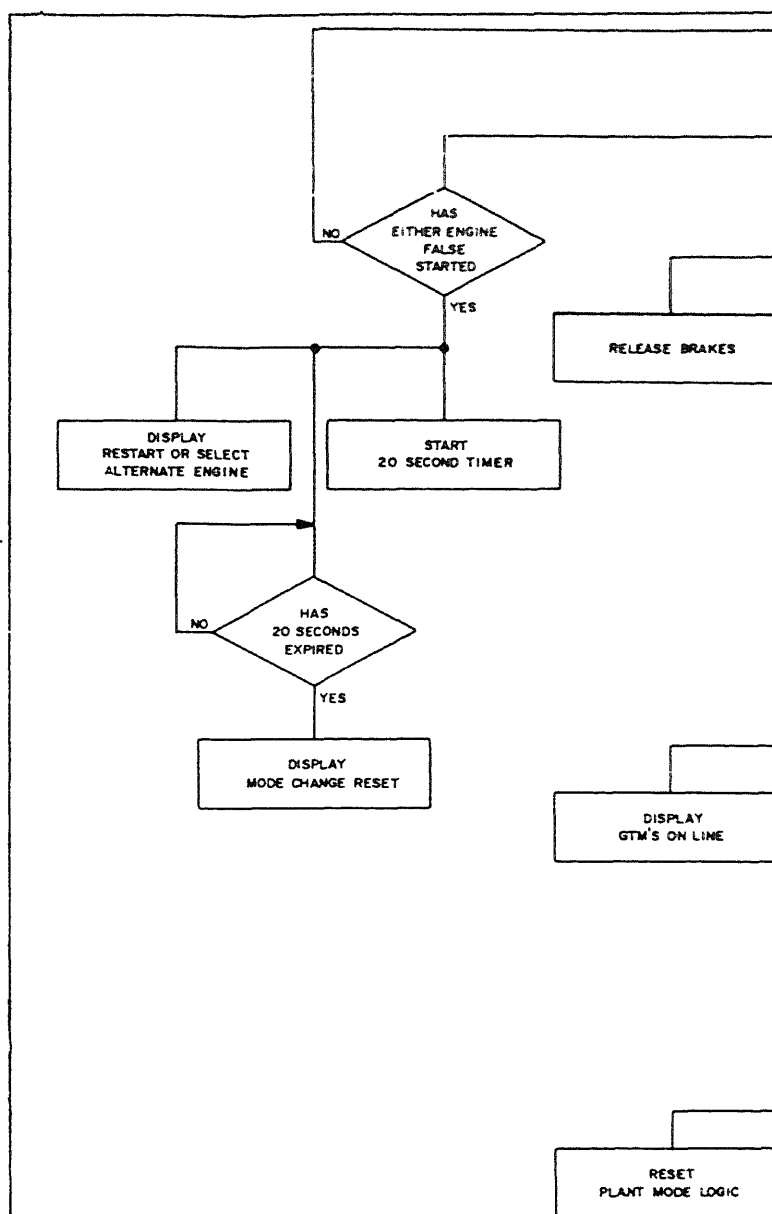 HAS
EITHER ENGINE
FALSE
STARTED
NO
YES
RELEASE BRAKES
DISPLAY
RESTART OR SELECT
ALTERNATE ENGINE
START
20 SECOND TIMER
HAS
20 SECONDS
EXPIRED
NO
YES
DISPLAY
MODE CHANGE RESET
DISPLAY
GTM'S ON LINE
RESET
PLANT MODE LOGIC